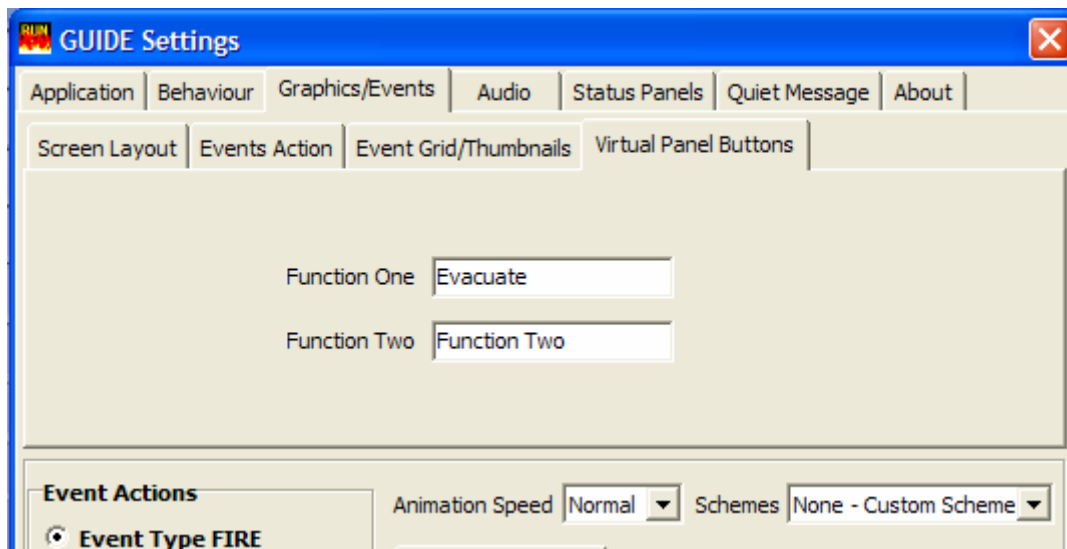 RUN
GUIDE Settings
Application Behaviour Graphics/Events Audio Status Panels Quiet Message About
Screen Layout Events Action Event Grid/Thumbnails Virtual Panel Buttons
Function One Evacuate
Function Two Function Two
Event Actions
Animation Speed Normal Schemes None - Custom Scheme
Event Type FIRE